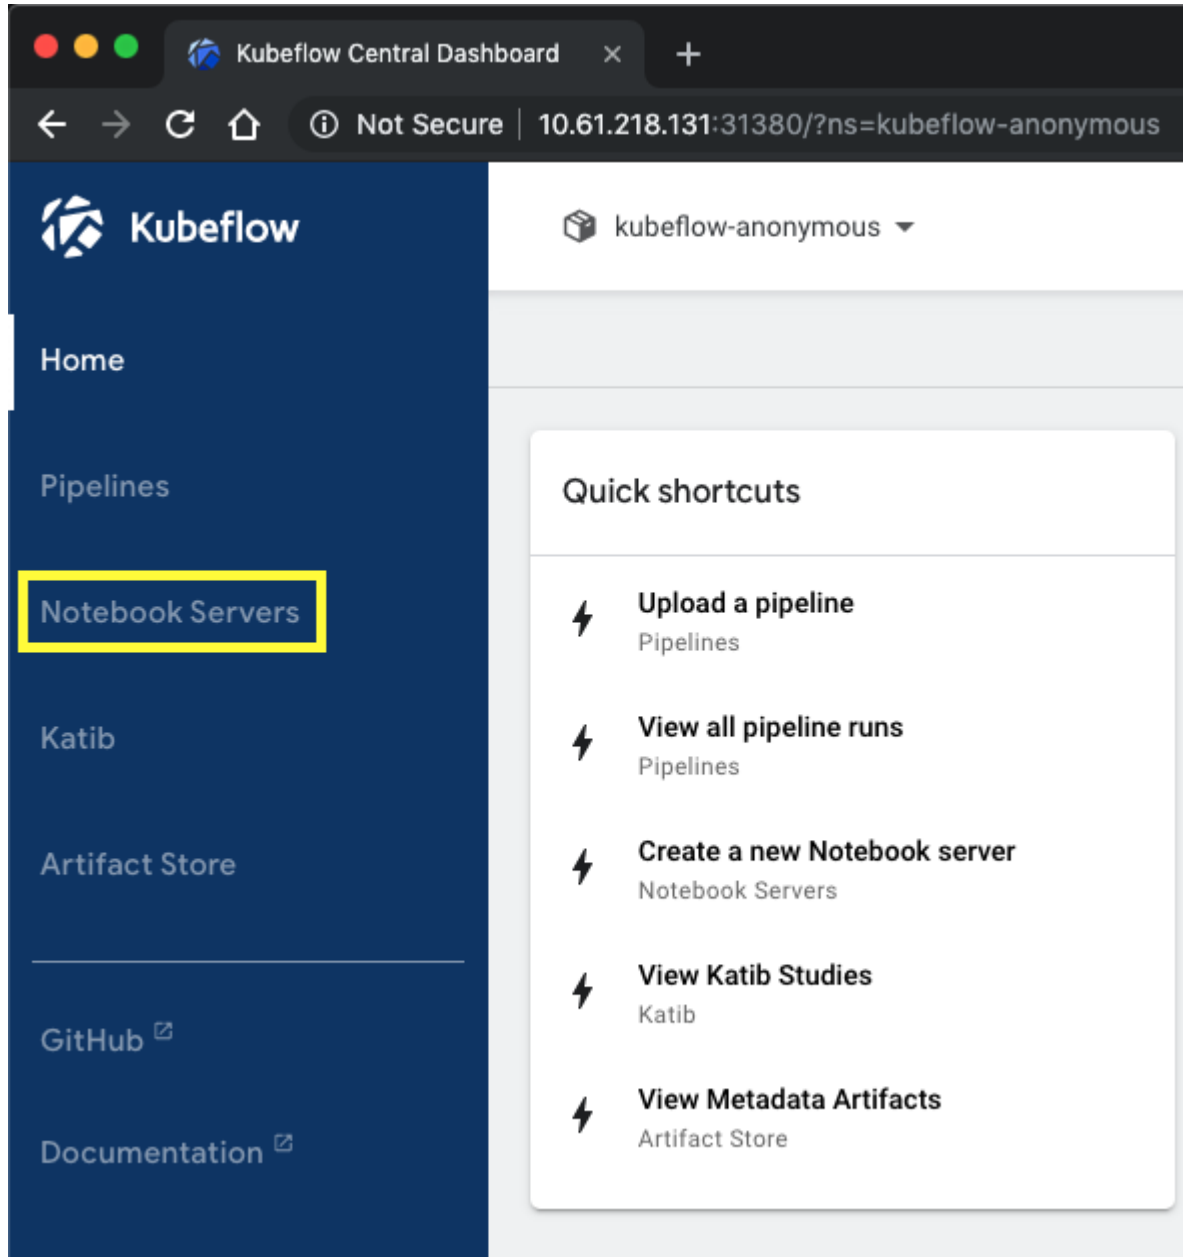 Kubeflow Central Dashboard
Not Secure | 10.61.218.131:31380/?ns=kubeflow-anonymous
Kubeflow
kubeflow-anonymous
Home
Pipelines
Notebook Servers
Katib
Artifact Store
GitHub
Documentation
Quick shortcuts
Upload a pipeline
Pipelines
View all pipeline runs
Pipelines
Create a new Notebook server
Notebook Servers
View Katib Studies
Katib
View Metadata Artifacts
Artifact Store